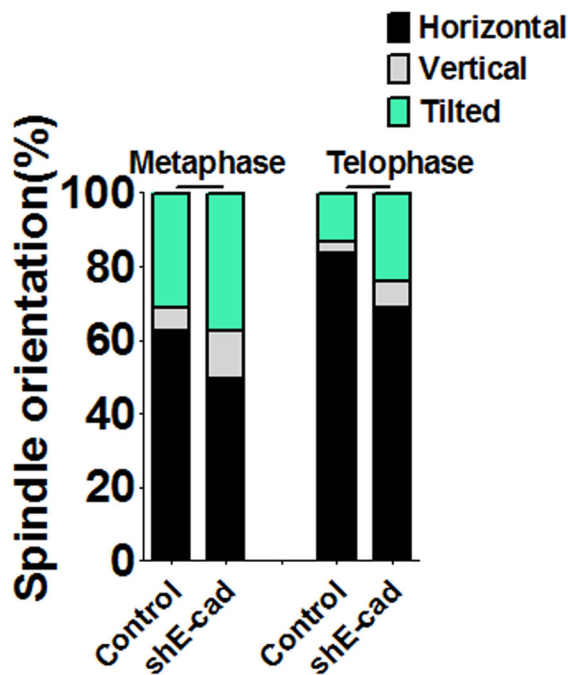 Horizontal
Vertical
Tilted
Metaphase Telophase
Spindle orientation(%)
100
80
60
40
20
0
Control
shE-cad
Control
shE-cad